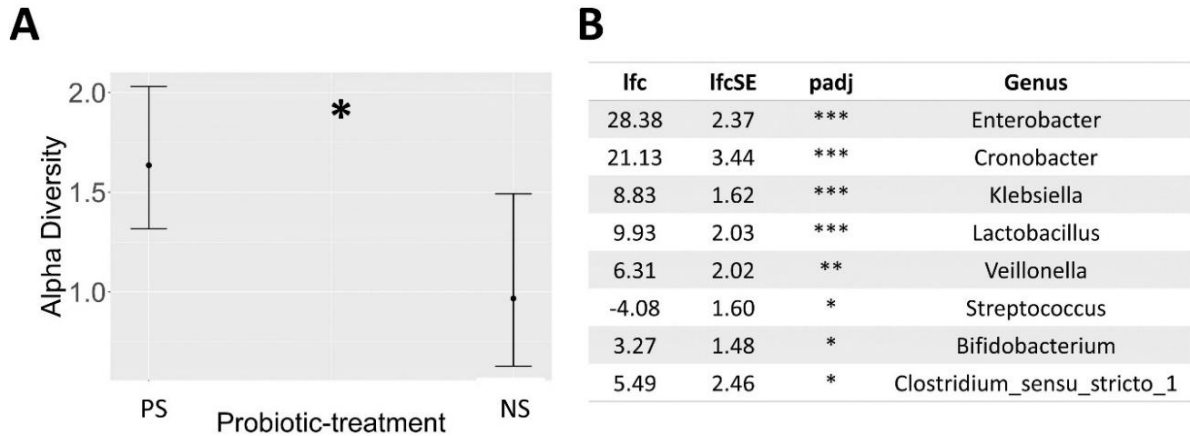 A
Alpha Diversity
2.0
1.5
1.0
*
PS
NS
Probiotic-treatment
B
lfc lfcSE padj Genus
28.38 2.37 *** Enterobacter
21.13 3.44 *** Cronobacter
8.83 1.62 *** Klebsiella
9.93 2.03 *** Lactobacillus
6.31 2.02 ** Veillonella
-4.08 1.60 * Streptococcus
3.27 1.48 * Bifidobacterium
5.49 2.46 * Clostridium_sensu_stricto_1